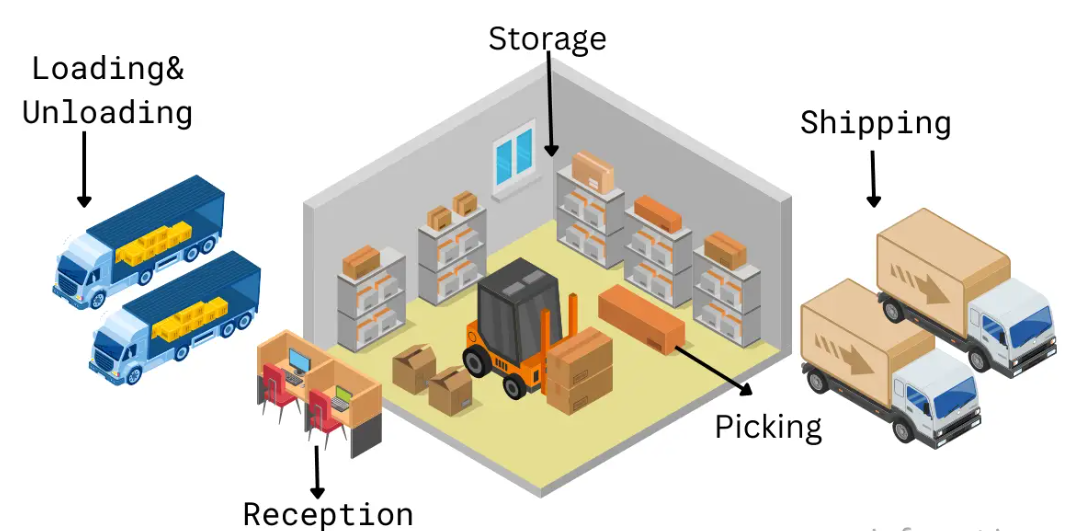 Storage
Loading&
Unloading
Shipping
Picking
Reception